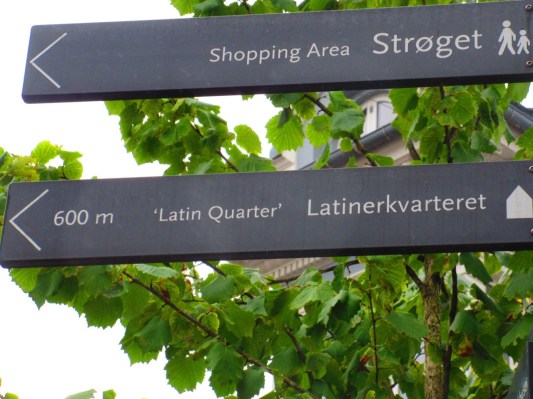 Shopping Area Strøget
600 m 'Latin Quarter' Latinerkvarteret